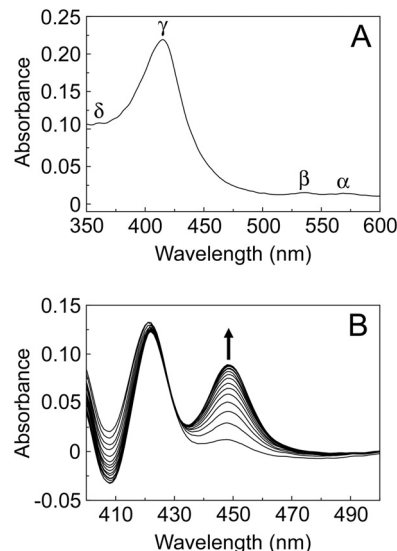 A
0.25
0.20
0.15
0.10
0.05
0
Absorbance
δ
γ
β
α
350 400 450 500 550 600
Wavelength (nm)
B
0.15
0.10
0.05
0
-0.05
Absorbance
410 430 450 470 490
Wavelength (nm)